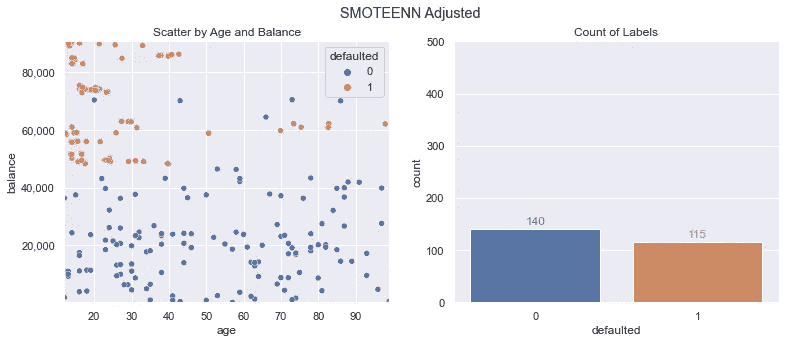 SMOTEENN Adjusted
Scatter by Age and Balance
defaulted
0
1
80,000
60,000
40,000
20,000
balance
20 30 40 50 60 70 80 90
age
Count of Labels
500
400
300
200
100
0
count
140
115
0 1
defaulted